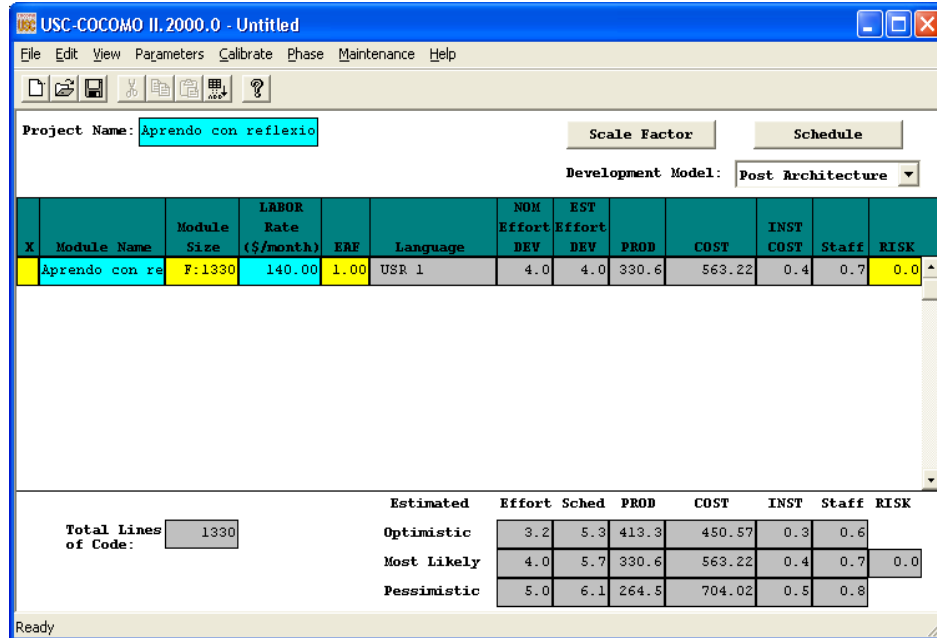 USC-COCOMO II.2000.0 - Untitled
File Edit View Parameters Calibrate Phase Maintenance Help
Project Name: Aprendo con reflexio
Scale Factor Schedule
Development Model: Post Architecture
X Module Name Module Size LABOR Rate ($/month) EAF Language NOM Effort DEV EST Effort DEV PROD COST INST COST Staff RISK
Aprendo con re F:1330 140.00 1.00 USR 1 4.0 4.0 330.6 563.22 0.4 0.7 0.0
Estimated Effort Sched PROD COST INST Staff RISK
Total Lines of Code: 1330
Optimistic 3.2 5.3 413.3 450.57 0.3 0.6
Most Likely 4.0 5.7 330.6 563.22 0.4 0.7 0.0
Pessimistic 5.0 6.1 264.5 704.02 0.5 0.8
Ready